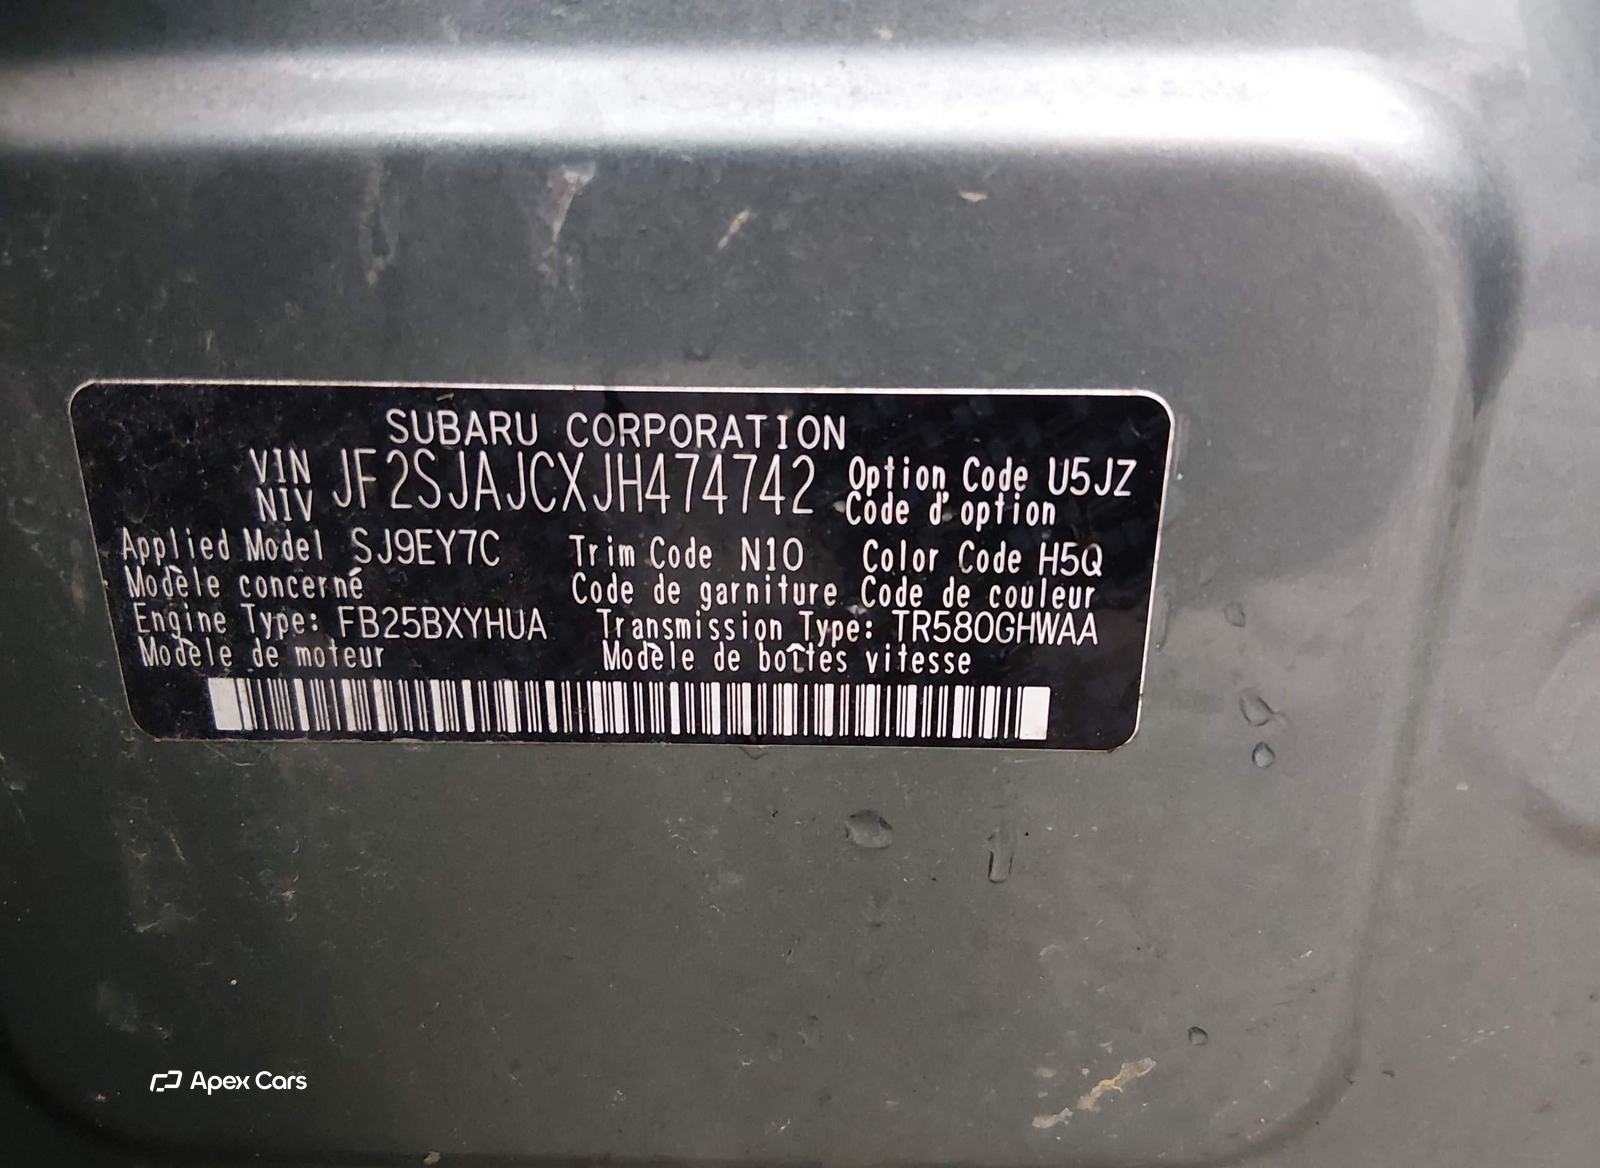 SUBARU CORPORATION
VIN JF2SJAJCXJH474742 Option Code U5JZ
NIV Code d'option
Applied Model SJ9EY7C Trim Code N10 Color Code H5Q
Modèle concerné Code de garniture Code de couleur
Engine Type: FB25BXYHUA Transmission Type: TR580GHWAA
Modèle de moteur Modèle de boîtes vitesse
Apex Cars